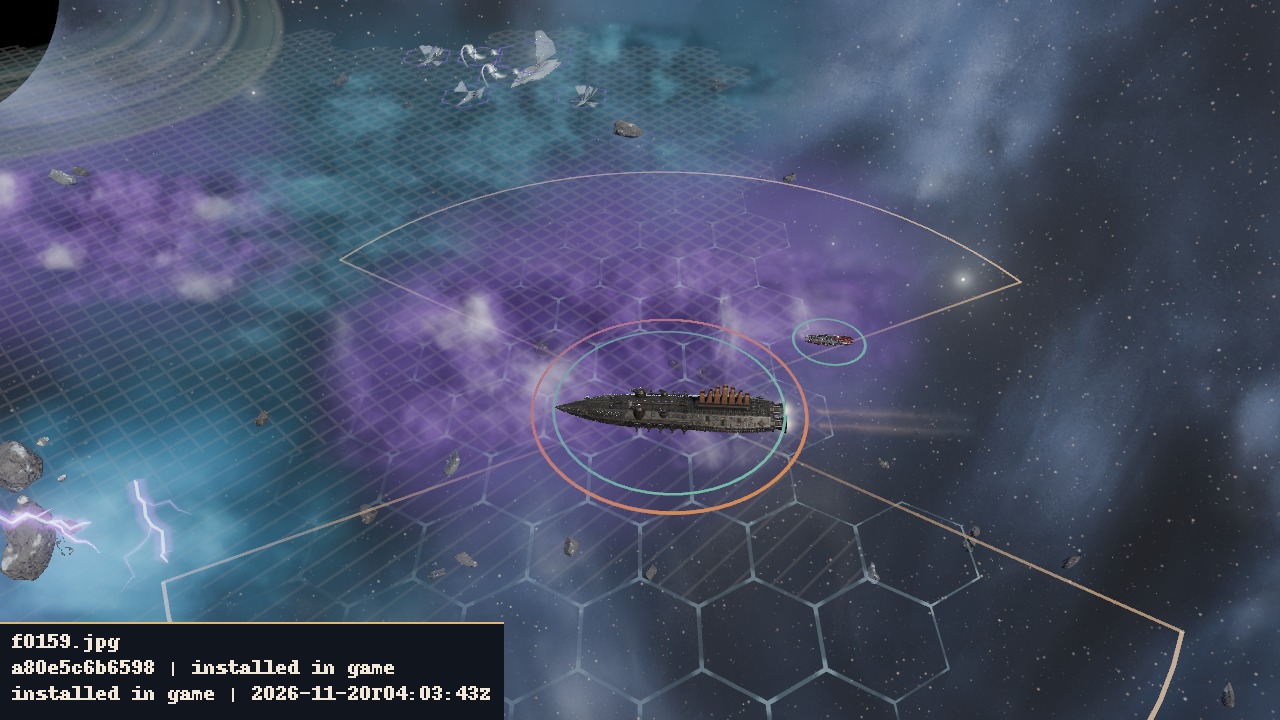 f0159.jpg
a80e5c6b6598 | installed in game
installed in game | 2026-11-20T04:03:43Z